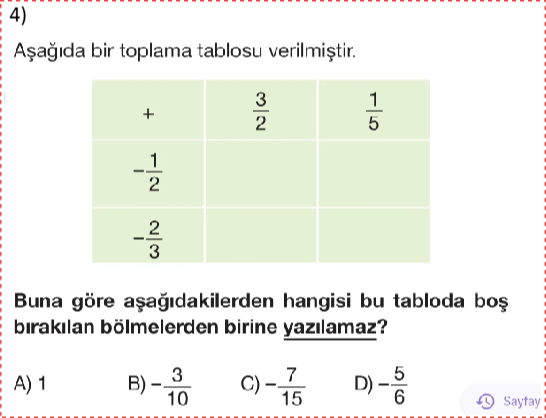 4)
Aşağıda bir toplama tablosu verilmiştir.
+ 3/2 1/5
-1/2
-2/3
Buna göre aşağıdakilerden hangisi bu tabloda boş
bırakılan bölmelerden birine yazılamaz?
A) 1 B) -3/10 C) -7/15 D) -5/6
Sayfay